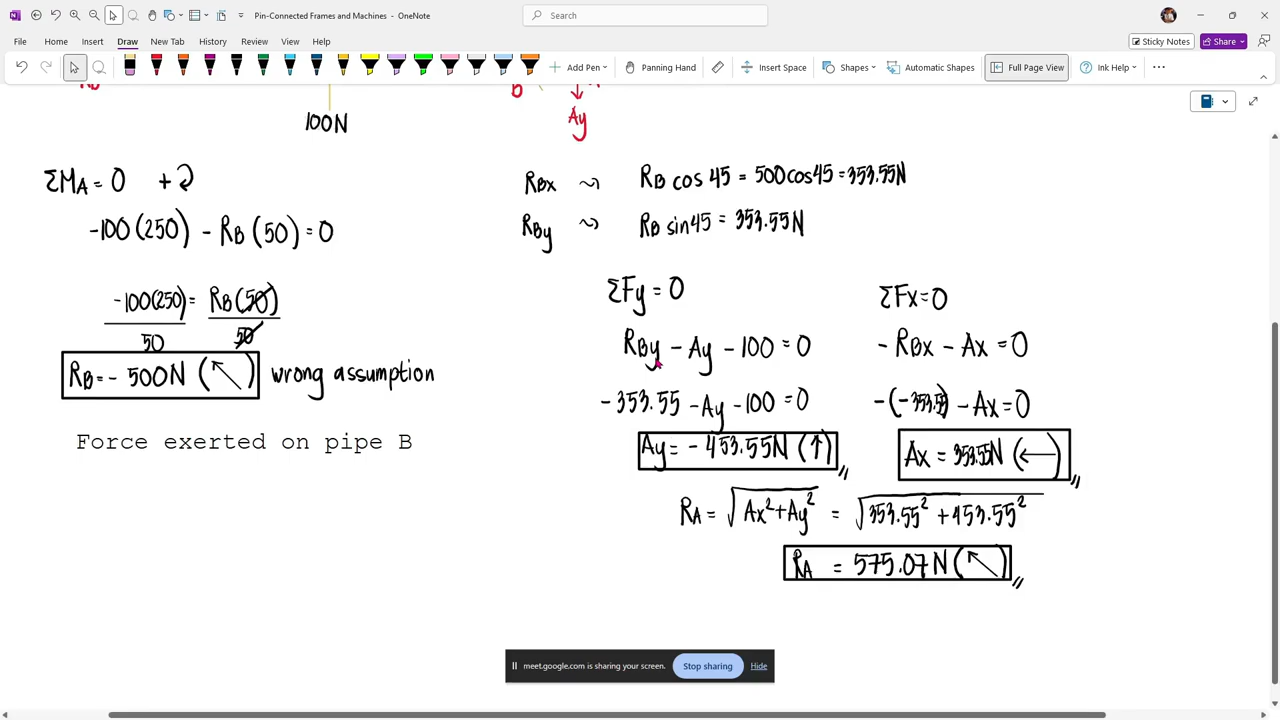 Pin-Connected Frames and Machines - OneNote
Search
File Home Insert Draw New Tab History Review View Help
Sticky Notes
Share
Add Pen
Panning Hand
Insert Space
Shapes
Automatic Shapes
Full Page View
Ink Help
RB
100N
B
Ay
ΣMA = 0 +↻
-100(250) - RB(50) = 0
-100(250) = RB(50)
50 50
RB = - 500N (↖) wrong assumption
Force exerted on pipe B
RBx ⤳ RB cos 45 = 500cos45 = 353.55N
RBy ⤳ RB sin45 = 353.55N
ΣFy = 0
RBy - Ay - 100 = 0
-353.55 - Ay - 100 = 0
Ay = - 453.55N (↑)
ΣFx = 0
- RBx - Ax = 0
-(-353.55) - Ax = 0
Ax = 353.55N (←)
RA = √Ax² + Ay² = √353.55² + 453.55²
RA = 575.07N (↖)
meet.google.com is sharing your screen. Stop sharing Hide